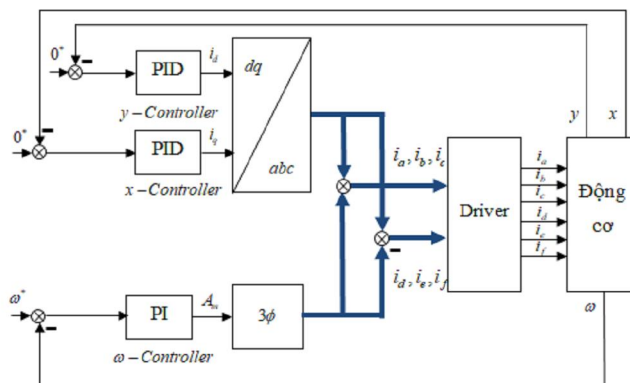 0*
PID
i_d
dq
y – Controller
y
x
0*
PID
i_q
x – Controller
abc
i_a, i_b, i_c
Driver
i_a
i_b
i_c
i_d
i_e
i_f
Động cơ
i_d, i_e, i_f
ω*
PI
A_m
3ϕ
ω – Controller
ω